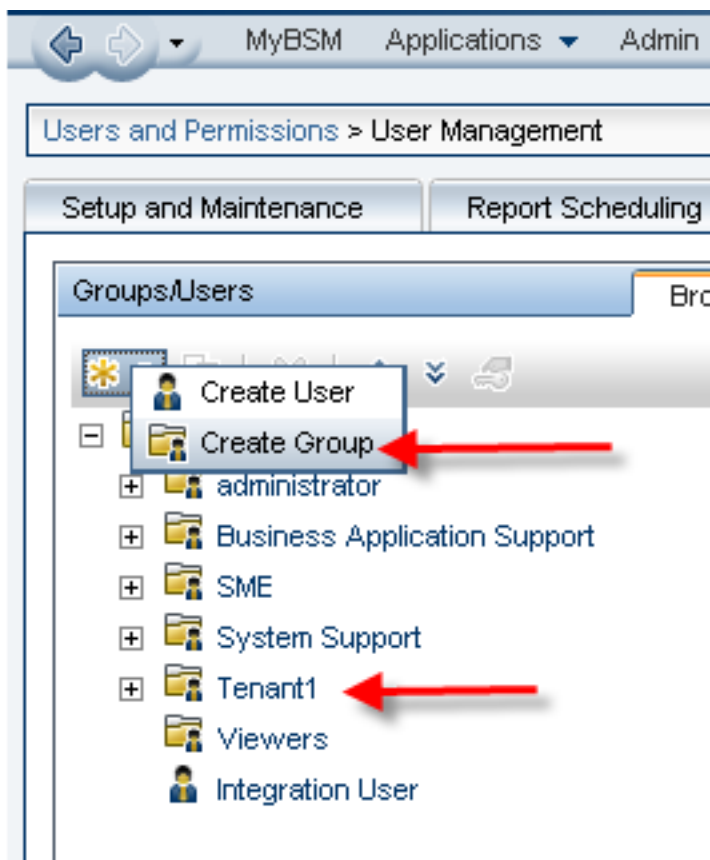 MyBSM Applications Admin
Users and Permissions > User Management
Setup and Maintenance Report Scheduling
Groups/Users
Create User
Create Group
administrator
Business Application Support
SME
System Support
Tenant1
Viewers
Integration User